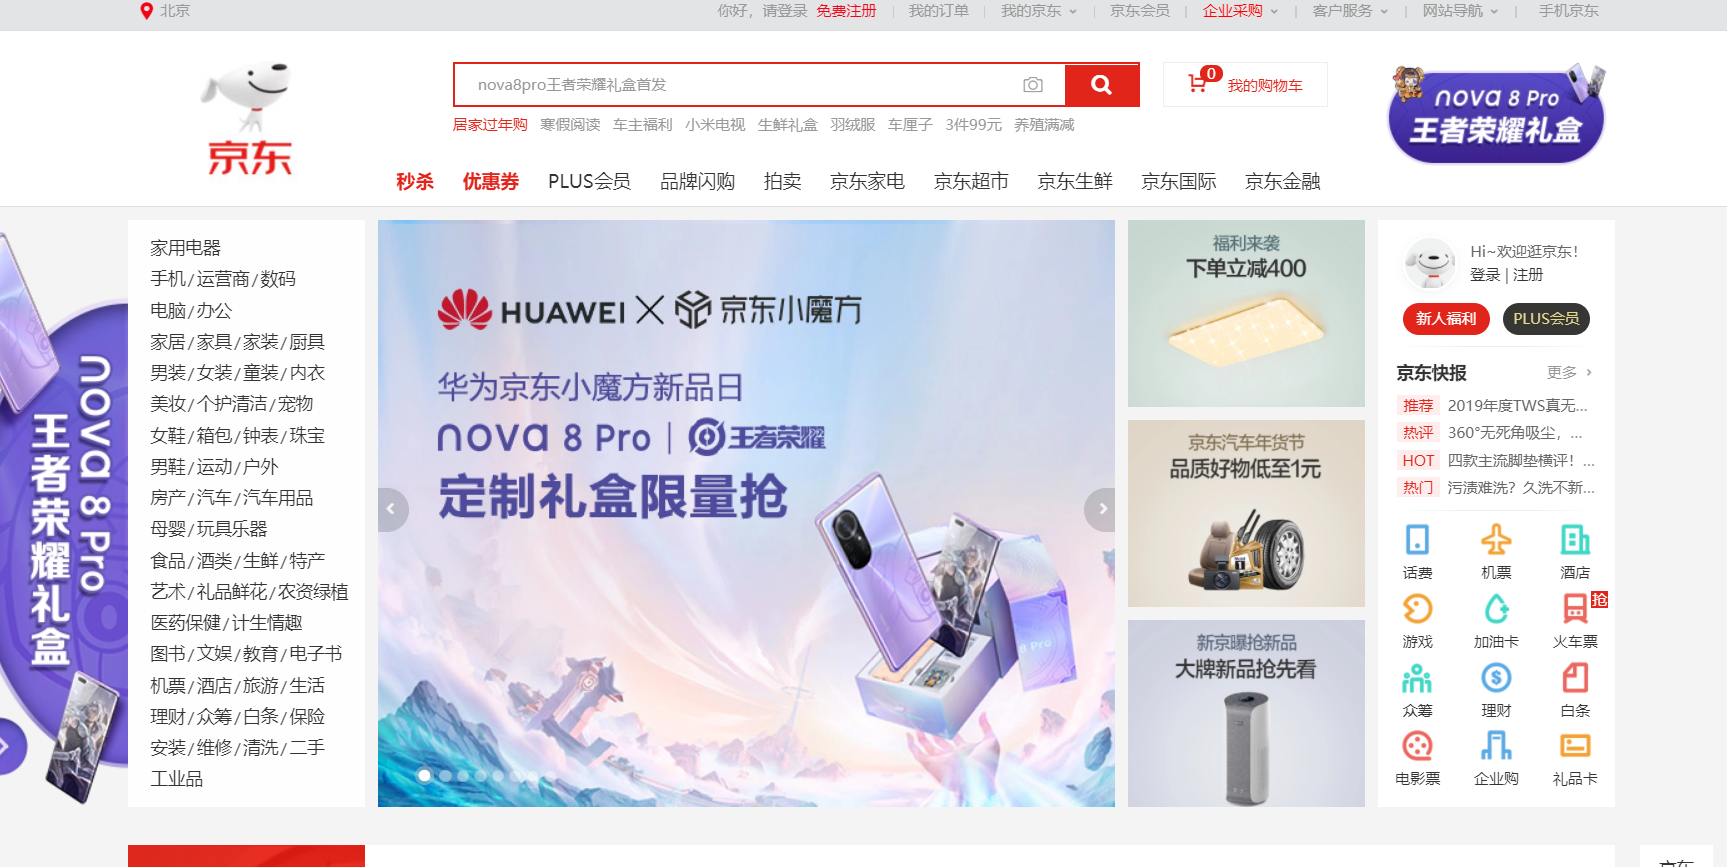 北京
你好，请登录 免费注册 我的订单 我的京东 京东会员 企业采购 客户服务 网站导航 手机京东
京东
nova8pro王者荣耀礼盒首发
0 我的购物车
居家过年购 寒假阅读 车主福利 小米电视 生鲜礼盒 羽绒服 车厘子 3件99元 养殖满减
nova 8 Pro
王者荣耀礼盒
秒杀 优惠券 PLUS会员 品牌闪购 拍卖 京东家电 京东超市 京东生鲜 京东国际 京东金融
nova 8 Pro
王者荣耀礼盒
家用电器
手机/运营商/数码
电脑/办公
家居/家具/家装/厨具
男装/女装/童装/内衣
美妆/个护清洁/宠物
女鞋/箱包/钟表/珠宝
男鞋/运动/户外
房产/汽车/汽车用品
母婴/玩具乐器
食品/酒类/生鲜/特产
艺术/礼品鲜花/农资绿植
医药保健/计生情趣
图书/文娱/教育/电子书
机票/酒店/旅游/生活
理财/众筹/白条/保险
安装/维修/清洗/二手
工业品
HUAWEI X 京东小魔方
华为京东小魔方新品日
nova 8 Pro | 王者荣耀
定制礼盒限量抢
8 Pro
福利来袭
下单立减400
京东汽车年货节
品质好物低至1元
新京曝抢新品
大牌新品抢先看
Hi~欢迎逛京东！
登录 | 注册
新人福利 PLUS会员
京东快报 更多
推荐 2019年度TWS真无...
热评 360°无死角吸尘，...
HOT 四款主流脚垫横评！...
热门 污渍难洗？久洗不新...
话费 机票 酒店
抢
游戏 加油卡 火车票
众筹 理财 白条
电影票 企业购 礼品卡
京东